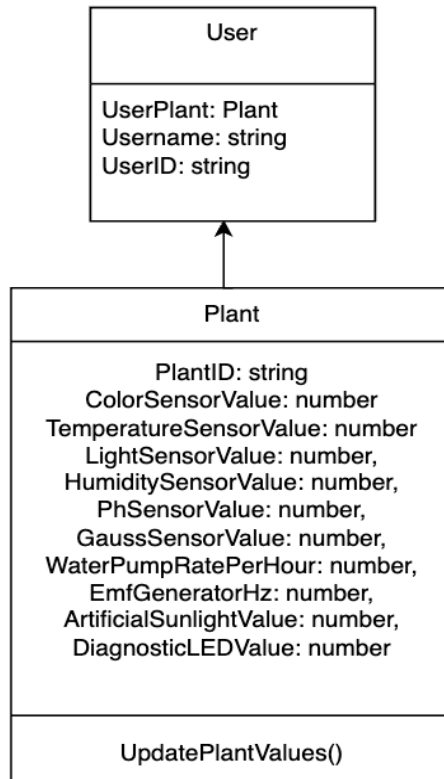 User
UserPlant: Plant
Username: string
UserID: string
Plant
PlantID: string
ColorSensorValue: number
TemperatureSensorValue: number
LightSensorValue: number,
HumiditySensorValue: number,
PhSensorValue: number,
GaussSensorValue: number,
WaterPumpRatePerHour: number,
EmfGeneratorHz: number,
ArtificialSunlightValue: number,
DiagnosticLEDValue: number
UpdatePlantValues()